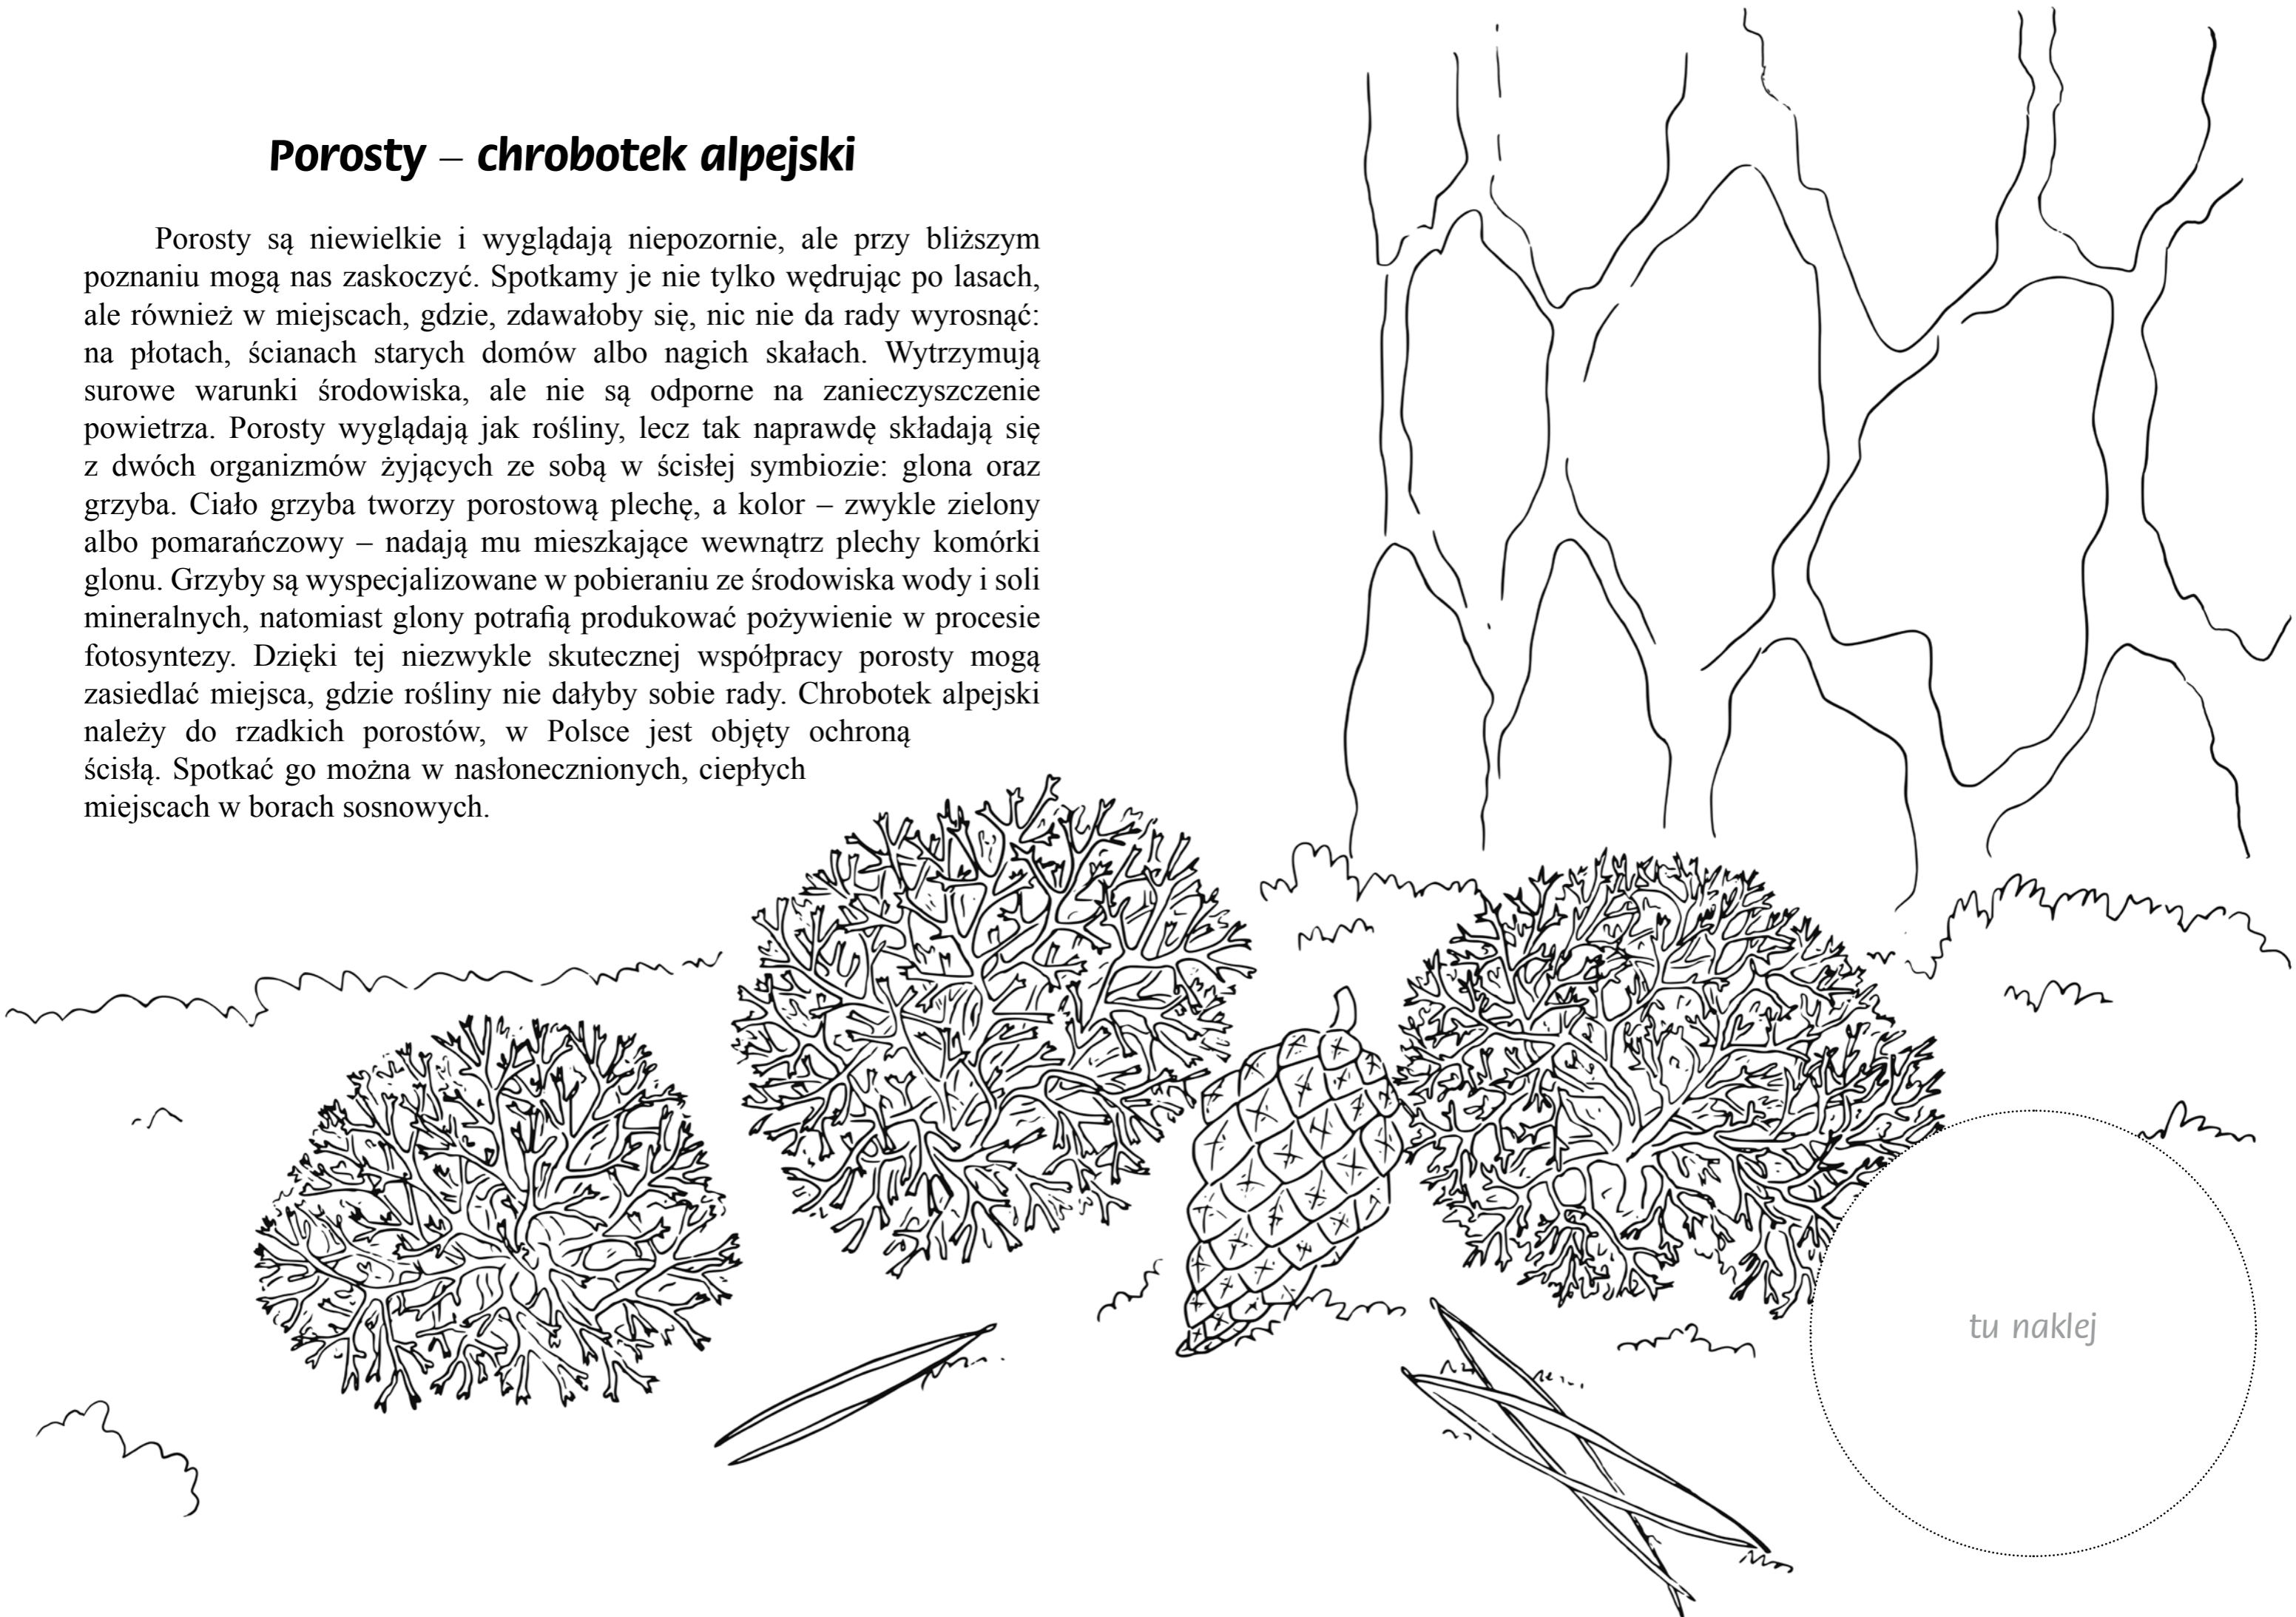 Porosty – chrobotek alpejski
Porosty są niewielkie i wyglądają niepozornie, ale przy bliższym
poznaniu mogą nas zaskoczyć. Spotkamy je nie tylko wędrując po lasach,
ale również w miejscach, gdzie, zdawałoby się, nic nie da rady wyrosnąć:
na płotach, ścianach starych domów albo nagich skałach. Wytrzymują
surowe warunki środowiska, ale nie są odporne na zanieczyszczenie
powietrza. Porosty wyglądają jak rośliny, lecz tak naprawdę składają się
z dwóch organizmów żyjących ze sobą w ścisłej symbiozie: glona oraz
grzyba. Ciało grzyba tworzy porostową plechę, a kolor – zwykle zielony
albo pomarańczowy – nadają mu mieszkające wewnątrz plechy komórki
glonu. Grzyby są wyspecjalizowane w pobieraniu ze środowiska wody i soli
mineralnych, natomiast glony potrafią produkować pożywienie w procesie
fotosyntezy. Dzięki tej niezwykle skutecznej współpracy porosty mogą
zasiedlać miejsca, gdzie rośliny nie dałyby sobie rady. Chrobotek alpejski
należy do rzadkich porostów, w Polsce jest objęty ochroną
ścisłą. Spotkać go można w nasłonecznionych, ciepłych
miejscach w borach sosnowych.
tu naklej